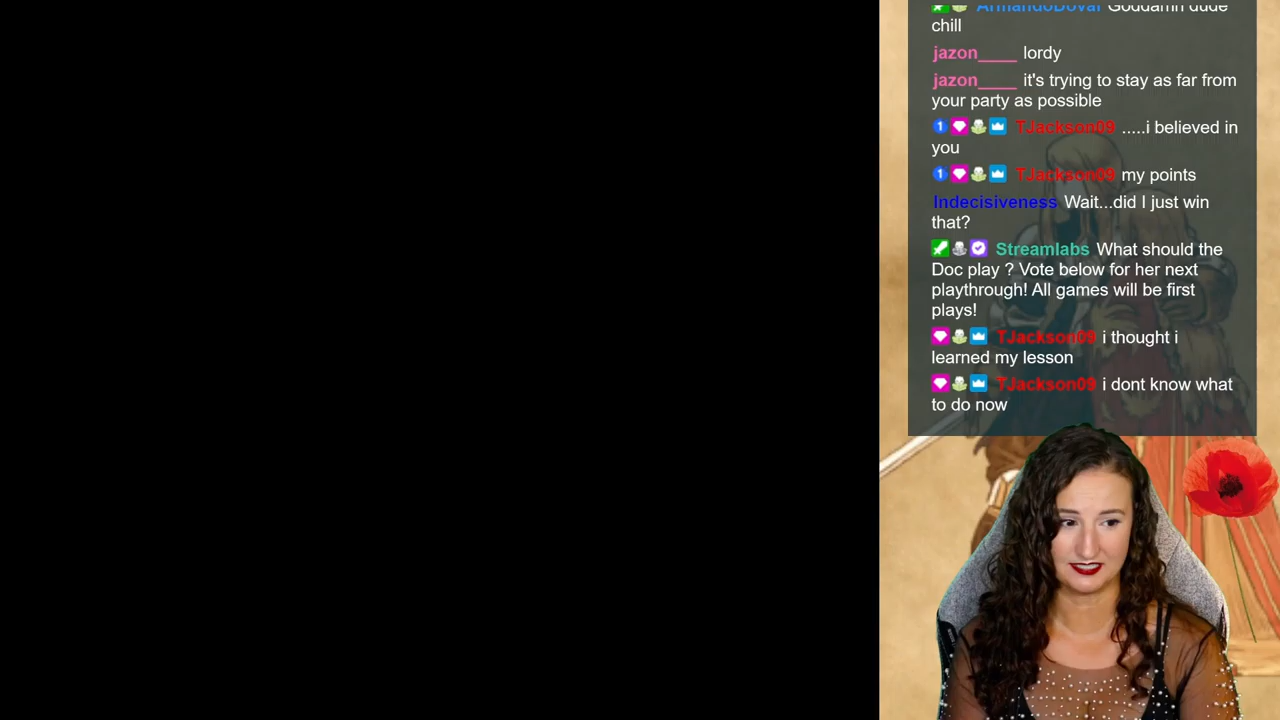 ArmandoDoval Goddamn dude
chill
jazon____ lordy
jazon____ it's trying to stay as far from
your party as possible
1 TJackson09 .....i believed in
you
1 TJackson09 my points
Indecisiveness Wait...did I just win
that?
Streamlabs What should the
Doc play ? Vote below for her next
playthrough! All games will be first
plays!
TJackson09 i thought i
learned my lesson
TJackson09 i dont know what
to do now